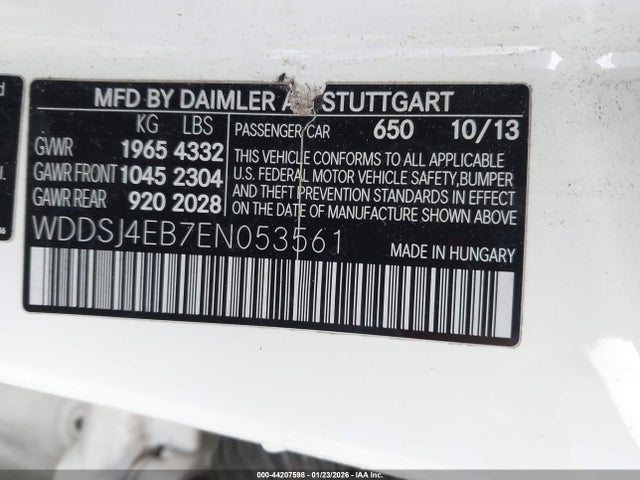 MFD BY DAIMLER A STUTTGART
KG LBS
GVWR 1965 4332
GAWR FRONT 1045 2304
GAWR REAR 920 2028
PASSENGER CAR 650 10/13
THIS VEHICLE CONFORMS TO ALL APPLICABLE
U.S. FEDERAL MOTOR VEHICLE SAFETY, BUMPER
AND THEFT PREVENTION STANDARDS
IN EFFECT ON THE DATE OF MANUFACTURE
SHOWN ABOVE.
WDDSJ4EB7EN053561
MADE IN HUNGARY
000-44207598 - 01/23/2026 - IAA Inc.